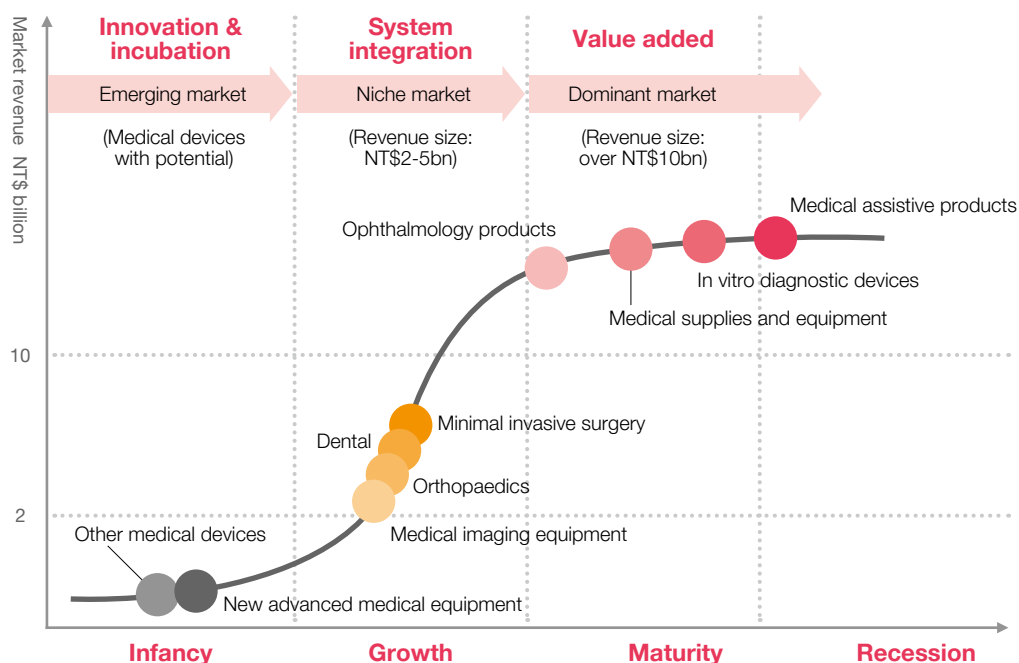 Market revenue NT$ billion
Innovation &
incubation
System
integration
Value added
Emerging market
Niche market
Dominant market
(Medical devices
with potential)
(Revenue size:
NT$2-5bn)
(Revenue size:
over NT$10bn)
Medical assistive products
Ophthalmology products
In vitro diagnostic devices
Medical supplies and equipment
10
Minimal invasive surgery
Dental
Orthopaedics
2
Medical imaging equipment
Other medical devices
New advanced medical equipment
Infancy
Growth
Maturity
Recession